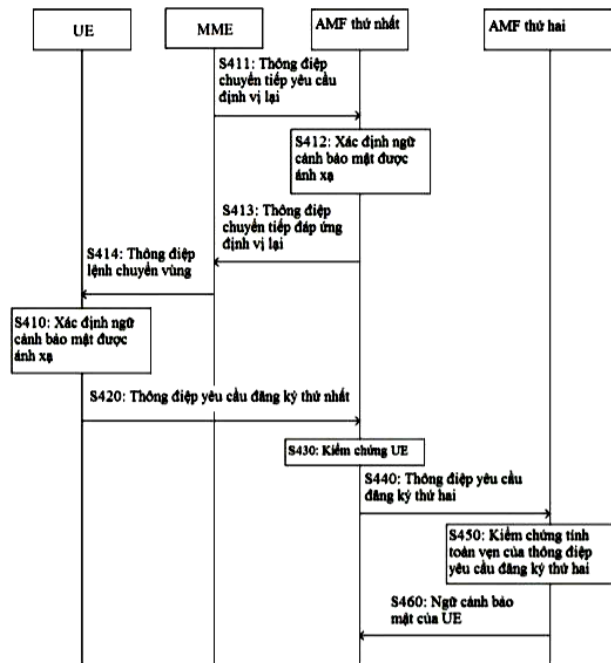 UE
MME
AMF thứ nhất
AMF thứ hai
S411: Thông điệp
chuyển tiếp yêu cầu
định vị lại
S412: Xác định ngữ
cảnh bảo mật được
ánh xạ
S413: Thông điệp
chuyển tiếp đáp ứng
định vị lại
S414: Thông điệp
lệnh chuyển vùng
S410: Xác định ngữ
cảnh bảo mật được
ánh xạ
S420: Thông điệp yêu cầu đăng ký thứ nhất
S430: Kiểm chứng UE
S440: Thông điệp yêu cầu
đăng ký thứ hai
S450: Kiểm chứng tính
toàn vẹn của thông điệp
yêu cầu đăng ký thứ hai
S460: Ngữ cảnh bảo
mật của UE